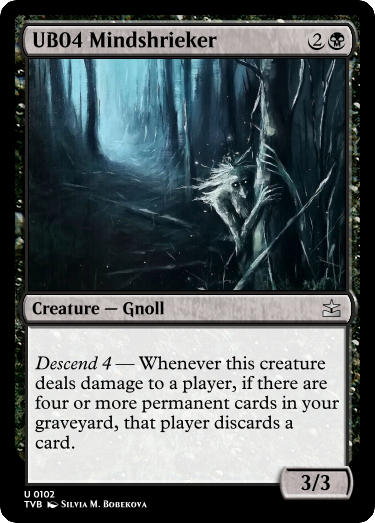 UB04 Mindshrieker 2
Creature — Gnoll
Descend 4 — Whenever this creature
deals damage to a player, if there are
four or more permanent cards in your
graveyard, that player discards a
card.
3/3
U 0102
TVB Silvia M. Bobekova